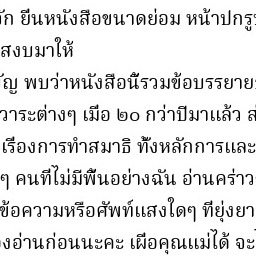 จัก ยื่นหนังสือขนาดย่อม หน้าปกรูป
สงบมาให้
พบว่าหนังสือนี้รวมข้อบรรยาย
วาระต่างๆ เมื่อ ๒๐ กว่าปีมาแล้ว
เรื่องการทำสมาธิ ทั้งหลักการและ
ๆ คนที่ไม่มีพื้นอย่างฉัน อ่านคร่าว
ข้อความหรือศัพท์แสงใดๆ ที่ยุ่งยา
องอ่านก่อนนะคะ เผื่อคุณแม่ได้ จะ